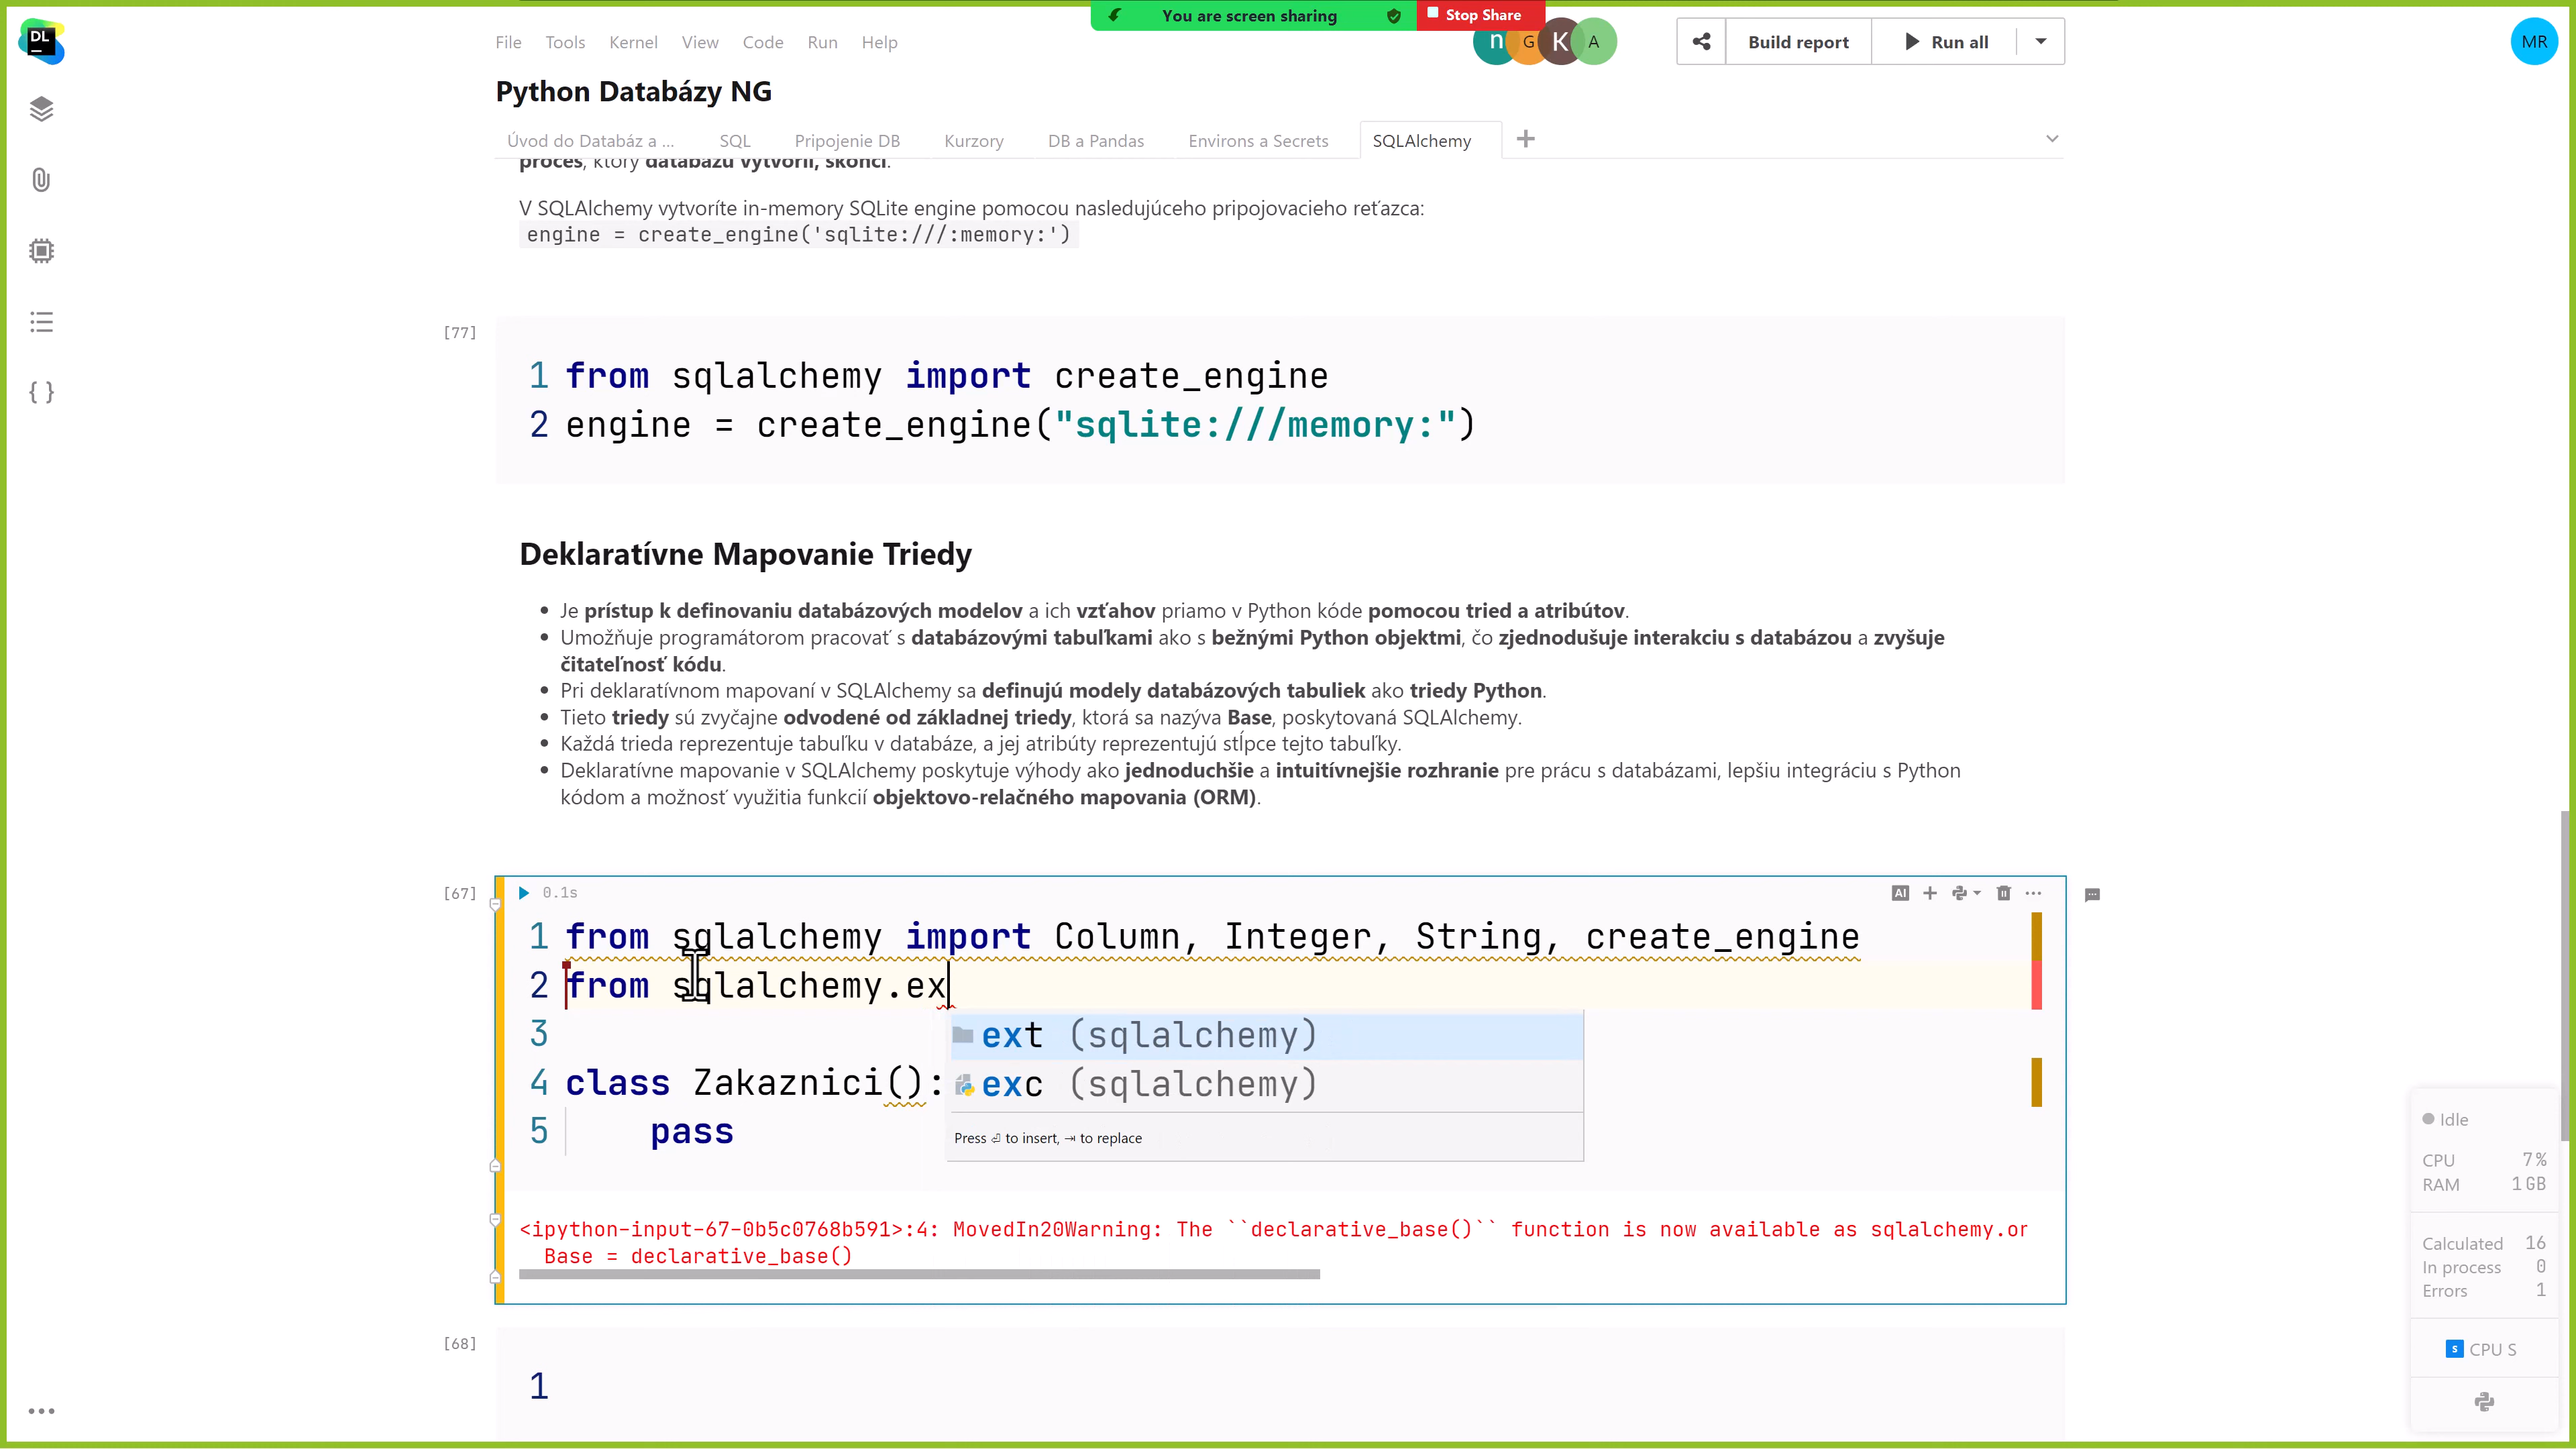 You are screen sharing
Stop Share
DL
File Tools Kernel View Code Run Help
n G K A
Build report
Run all
MR
Python Databázy NG
Úvod do Databáz a ... SQL Pripojenie DB Kurzory DB a Pandas Environs a Secrets SQLAlchemy
proces, ktorý databázu vytvoril, skončí.
V SQLAlchemy vytvoríte in-memory SQLite engine pomocou nasledujúceho pripojovacieho reťazca:
engine = create_engine('sqlite:///:memory:')
[77]
1 from sqlalchemy import create_engine
2 engine = create_engine("sqlite:///memory:")
Deklaratívne Mapovanie Triedy
• Je prístup k definovaniu databázových modelov a ich vzťahov priamo v Python kóde pomocou tried a atribútov.
• Umožňuje programátorom pracovať s databázovými tabuľkami ako s bežnými Python objektmi, čo zjednodušuje interakciu s databázou a zvyšuje
čitateľnosť kódu.
• Pri deklaratívnom mapovaní v SQLAlchemy sa definujú modely databázových tabuliek ako triedy Python.
• Tieto triedy sú zvyčajne odvodené od základnej triedy, ktorá sa nazýva Base, poskytovaná SQLAlchemy.
• Každá trieda reprezentuje tabuľku v databáze, a jej atribúty reprezentujú stĺpce tejto tabuľky.
• Deklaratívne mapovanie v SQLAlchemy poskytuje výhody ako jednoduchšie a intuitívnejšie rozhranie pre prácu s databázami, lepšiu integráciu s Python
kódom a možnosť využitia funkcií objektovo-relačného mapovania (ORM).
[67]
0.1s
AI
1 from sqlalchemy import Column, Integer, String, create_engine
2 from sqlalchemy.ex
3
4 class Zakaznici():
5 pass
ext (sqlalchemy)
exc (sqlalchemy)
Press ⏎ to insert, ⇥ to replace
<ipython-input-67-0b5c0768b591>:4: MovedIn20Warning: The ``declarative_base()`` function is now available as sqlalchemy.or
Base = declarative_base()
[68]
1
Idle
CPU 7%
RAM 1 GB
Calculated 16
In process 0
Errors 1
S CPU S